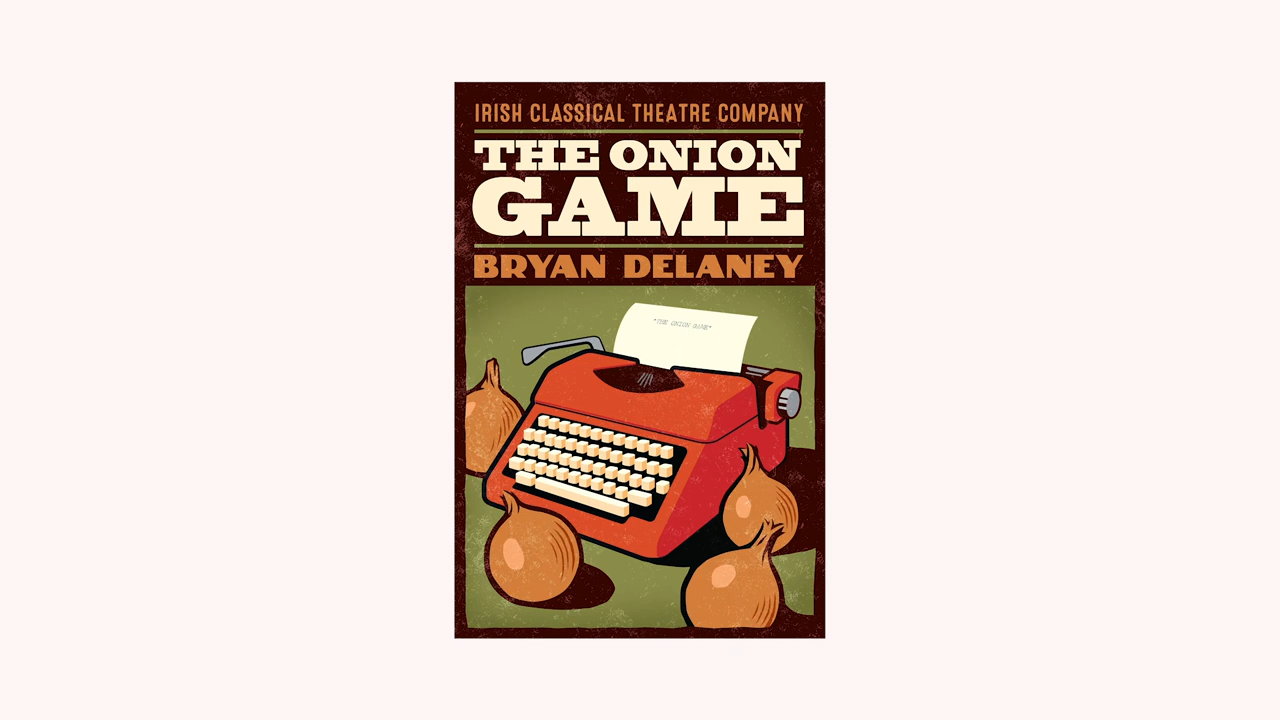 IRISH CLASSICAL THEATRE COMPANY
THE ONION
GAME
BRYAN DELANEY
"THE ONION GAME"